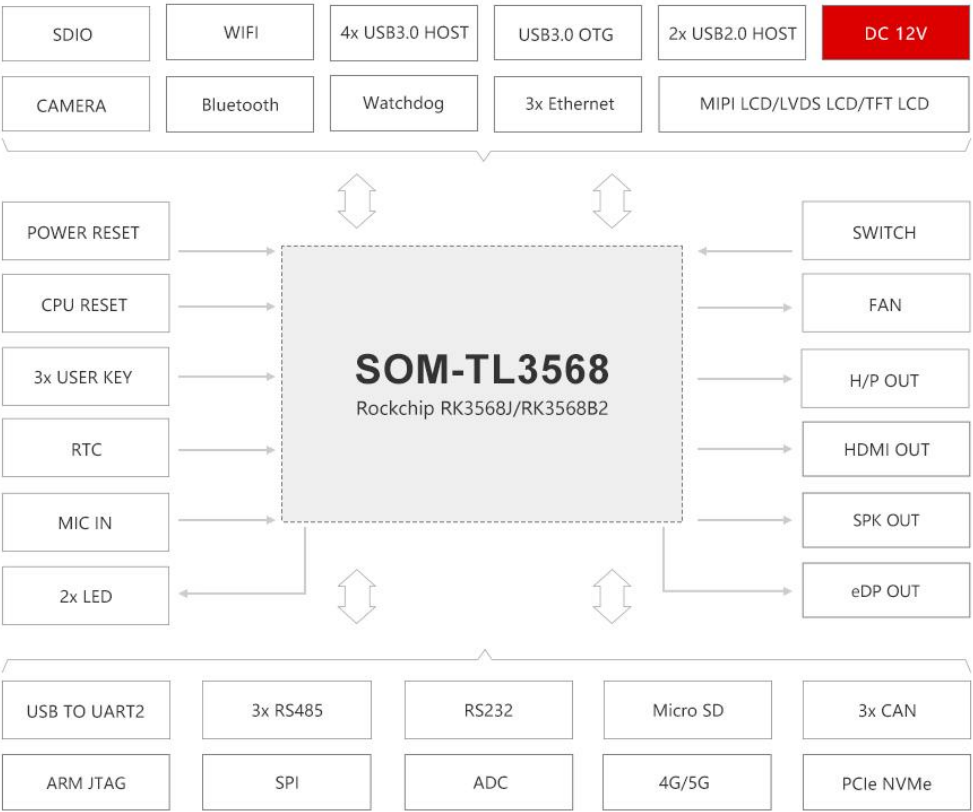 SDIO
WIFI
4x USB3.0 HOST
USB3.0 OTG
2x USB2.0 HOST
DC 12V
CAMERA
Bluetooth
Watchdog
3x Ethernet
MIPI LCD/LVDS LCD/TFT LCD
POWER RESET
CPU RESET
3x USER KEY
RTC
MIC IN
2x LED
SOM-TL3568
Rockchip RK3568J/RK3568B2
SWITCH
FAN
H/P OUT
HDMI OUT
SPK OUT
eDP OUT
USB TO UART2
3x RS485
RS232
Micro SD
3x CAN
ARM JTAG
SPI
ADC
4G/5G
PCIe NVMe